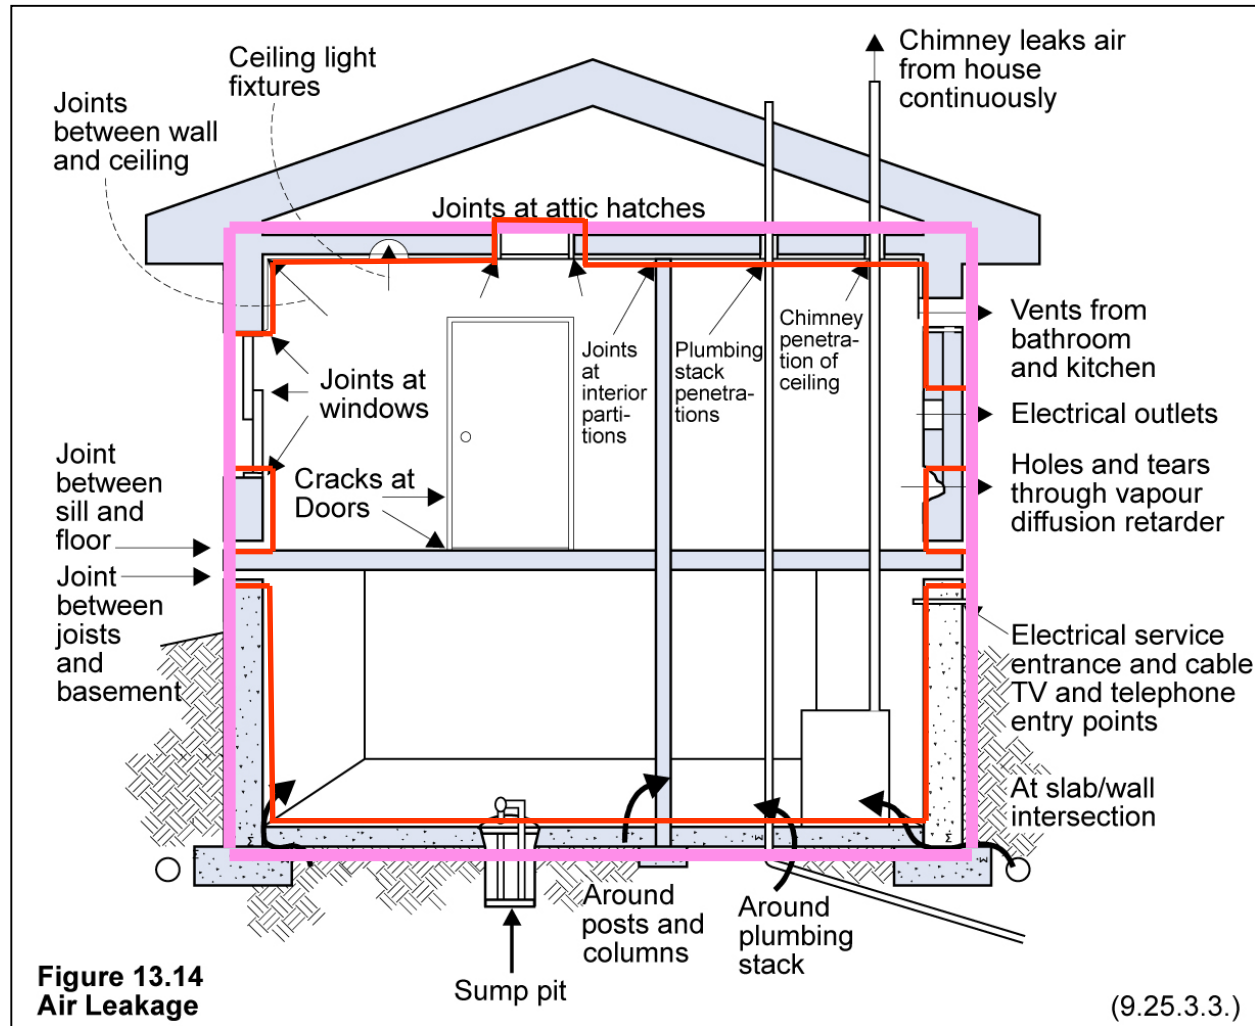 Ceiling light
fixtures
Chimney leaks air
from house
continuously
Joints
between wall
and ceiling
Joints at attic hatches
Vents from
bathroom
and kitchen
Joints at
windows
Joints
at
interior
parti-
tions
Plumbing
stack
penetra-
tions
Chimney
penetra-
tion of
ceiling
Electrical outlets
Joint
between
sill and
floor
Cracks at
Doors
Holes and tears
through vapour
diffusion retarder
Joint
between
joists
and
basement
Electrical service
entrance and cable
TV and telephone
entry points
At slab/wall
intersection
Around
posts and
columns
Around
plumbing
stack
Sump pit
Figure 13.14
Air Leakage
(9.25.3.3.)